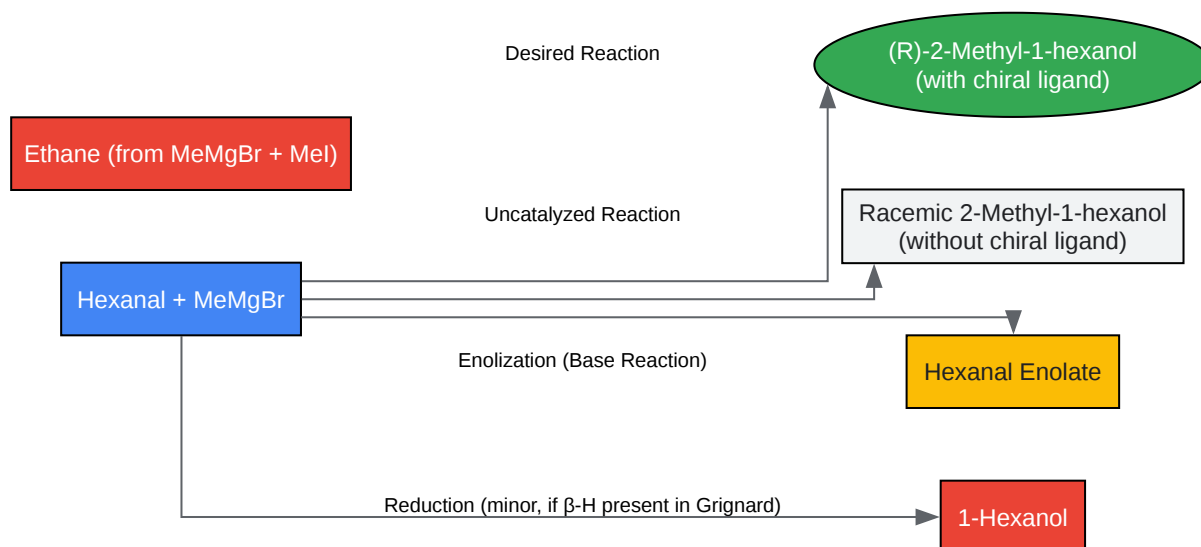 Desired Reaction
(R)-2-Methyl-1-hexanol
(with chiral ligand)
Ethane (from MeMgBr + MeI)
Uncatalyzed Reaction
Racemic 2-Methyl-1-hexanol
(without chiral ligand)
Hexanal + MeMgBr
Enolization (Base Reaction)
Hexanal Enolate
Reduction (minor, if β-H present in Grignard)
1-Hexanol